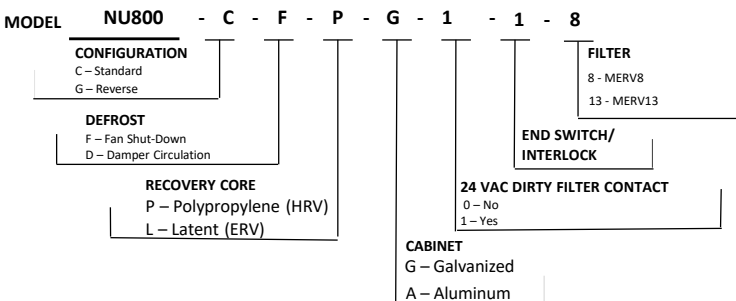 MODEL NU800 - C - F - P - G - 1 - 1 - 8
CONFIGURATION
C – Standard
G – Reverse
FILTER
8 - MERV8
13 - MERV13
DEFROST
F – Fan Shut-Down
D – Damper Circulation
END SWITCH/
INTERLOCK
RECOVERY CORE
P – Polypropylene (HRV)
L – Latent (ERV)
24 VAC DIRTY FILTER CONTACT
0 – No
1 – Yes
CABINET
G – Galvanized
A – Aluminum